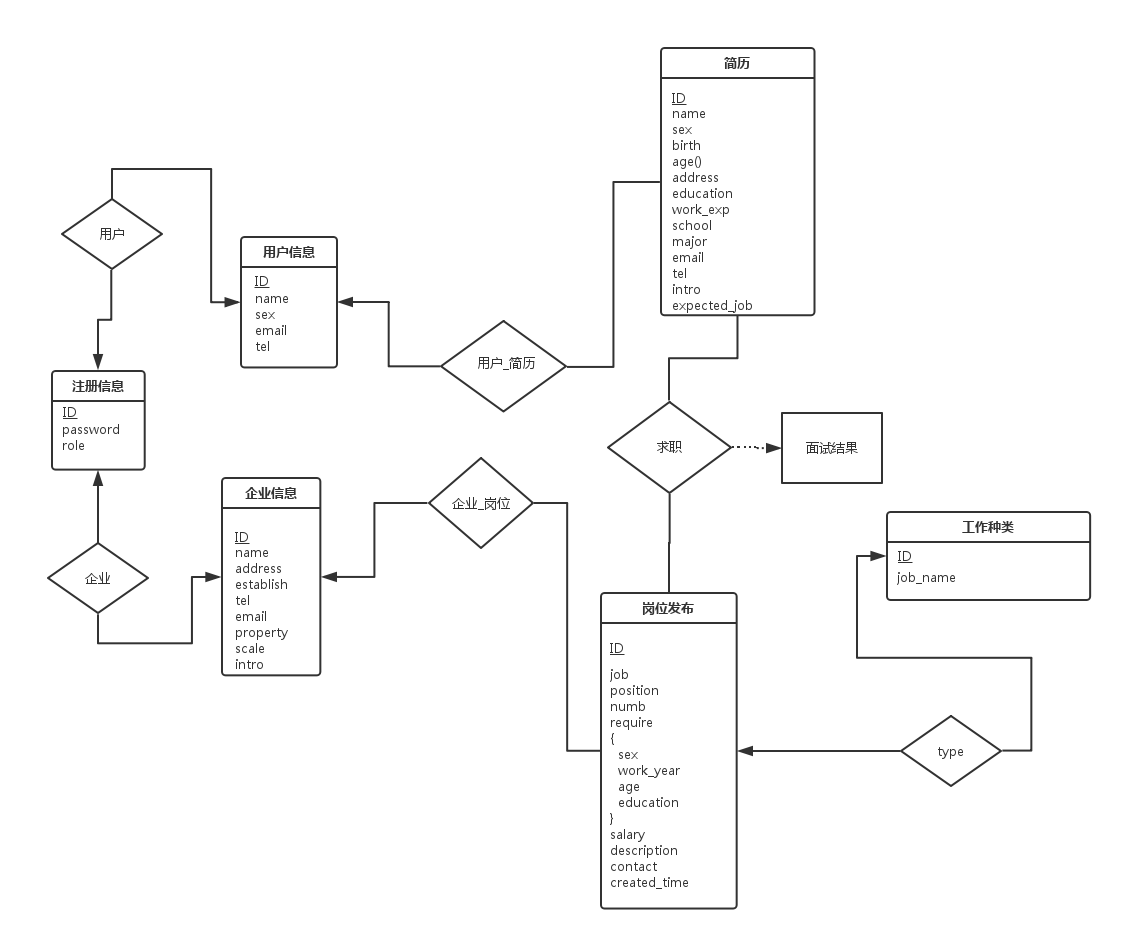 简历
ID
name
sex
birth
age()
address
education
work_exp
school
major
email
tel
intro
expected_job
用户
用户信息
ID
name
sex
email
tel
用户_简历
注册信息
ID
password
role
求职
面试结果
企业信息
ID
name
address
establish
tel
email
property
scale
intro
企业_岗位
企业
工作种类
ID
job_name
岗位发布
ID
job
position
numb
require
{
sex
work_year
age
education
}
salary
description
contact
created_time
type